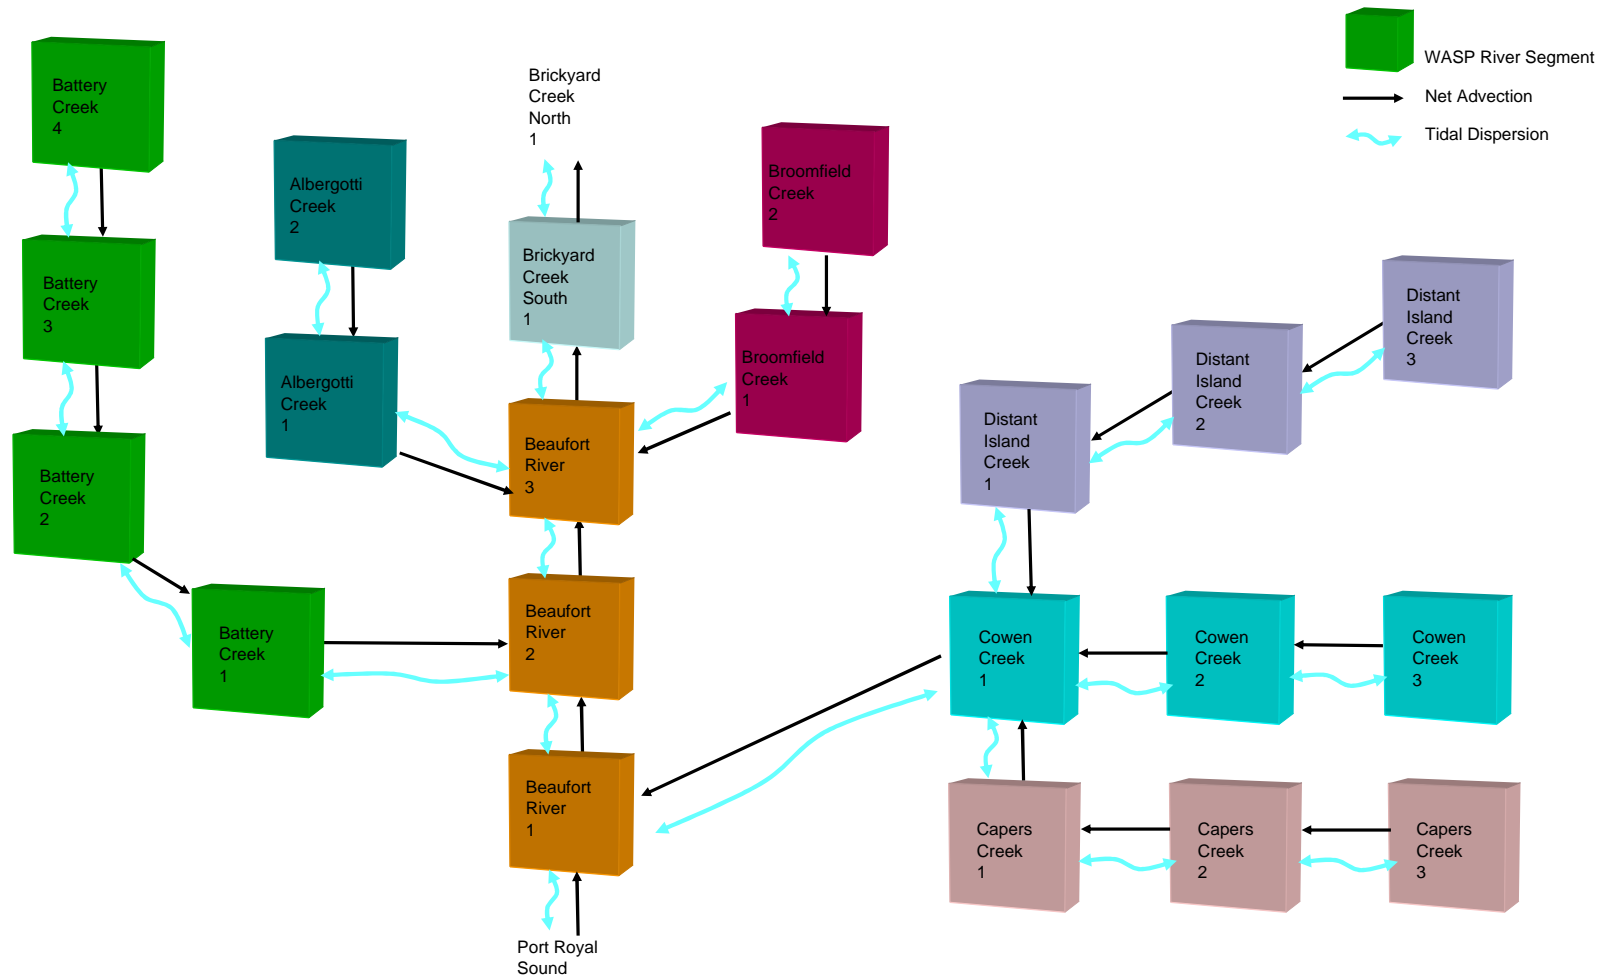 WASP River Segment
Net Advection
Tidal Dispersion
Battery
Creek
4
Brickyard
Creek
North
1
Albergotti
Creek
2
Broomfield
Creek
2
Battery
Creek
3
Brickyard
Creek
South
1
Distant
Island
Creek
3
Albergotti
Creek
1
Broomfield
Creek
1
Distant
Island
Creek
2
Battery
Creek
2
Beaufort
River
3
Distant
Island
Creek
1
Battery
Creek
1
Beaufort
River
2
Cowen
Creek
1
Cowen
Creek
2
Cowen
Creek
3
Beaufort
River
1
Capers
Creek
1
Capers
Creek
2
Capers
Creek
3
Port Royal
Sound